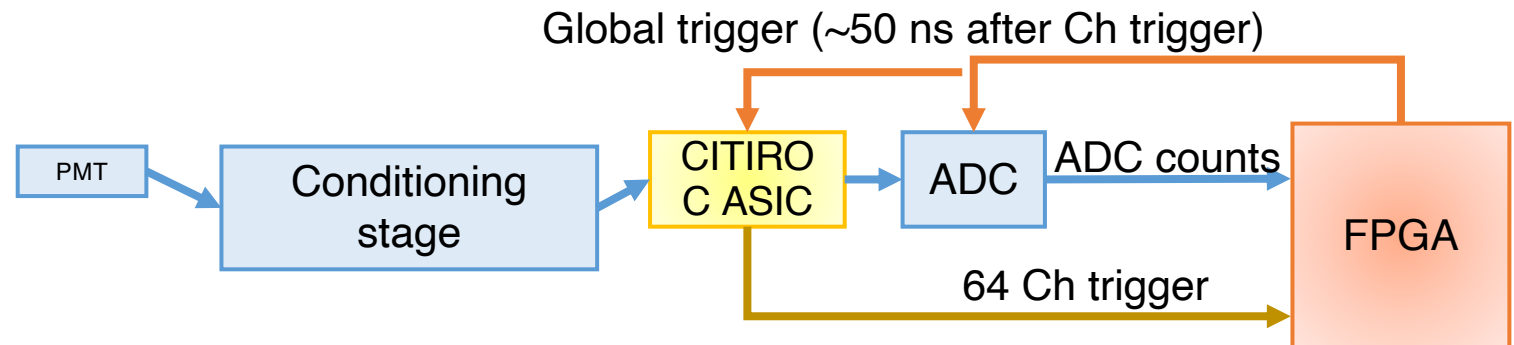 Global trigger (~50 ns after Ch trigger)
PMT
Conditioning
stage
CITIRO
C ASIC
ADC
ADC counts
FPGA
64 Ch trigger